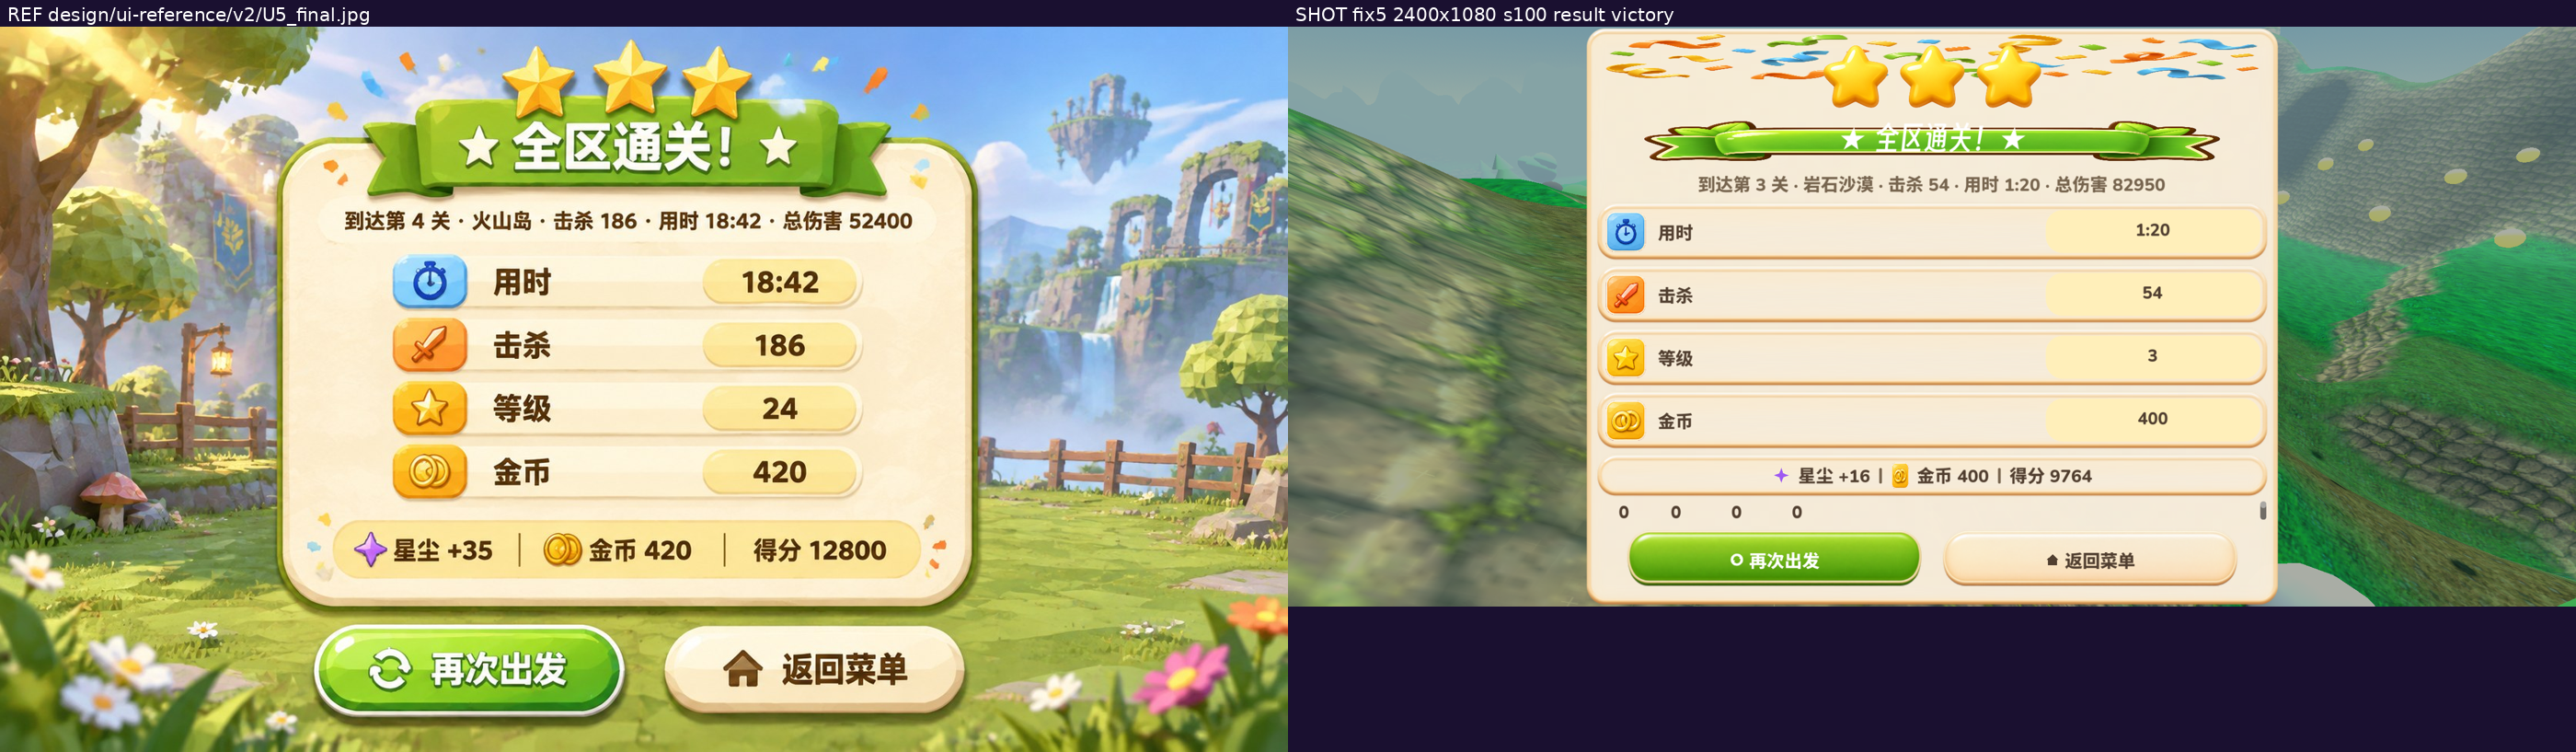 REF design/ui-reference/v2/U5_final.jpg
★ 全区通关! ★
到达第 4 关 · 火山岛 · 击杀 186 · 用时 18:42 · 总伤害 52400
用时 18:42
击杀 186
等级 24
金币 420
星尘 +35 | 金币 420 | 得分 12800
再次出发
返回菜单
SHOT fix5 2400x1080 s100 result victory
★ 全区通关! ★
到达第 3 关 · 岩石沙漠 · 击杀 54 · 用时 1:20 · 总伤害 82950
用时 1:20
击杀 54
等级 3
金币 400
星尘 +16 | 金币 400 | 得分 9764
0 0 0 0
再次出发
返回菜单